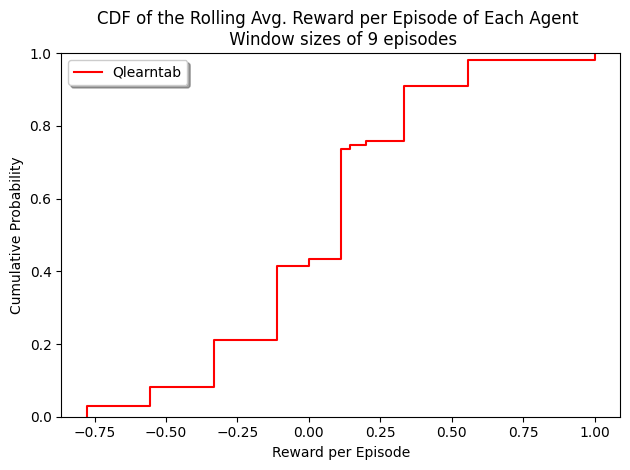 CDF of the Rolling Avg. Reward per Episode of Each Agent
Window sizes of 9 episodes
Qlearntab
Cumulative Probability
1.0
0.8
0.6
0.4
0.2
0.0
−0.75 −0.50 −0.25 0.00 0.25 0.50 0.75 1.00
Reward per Episode